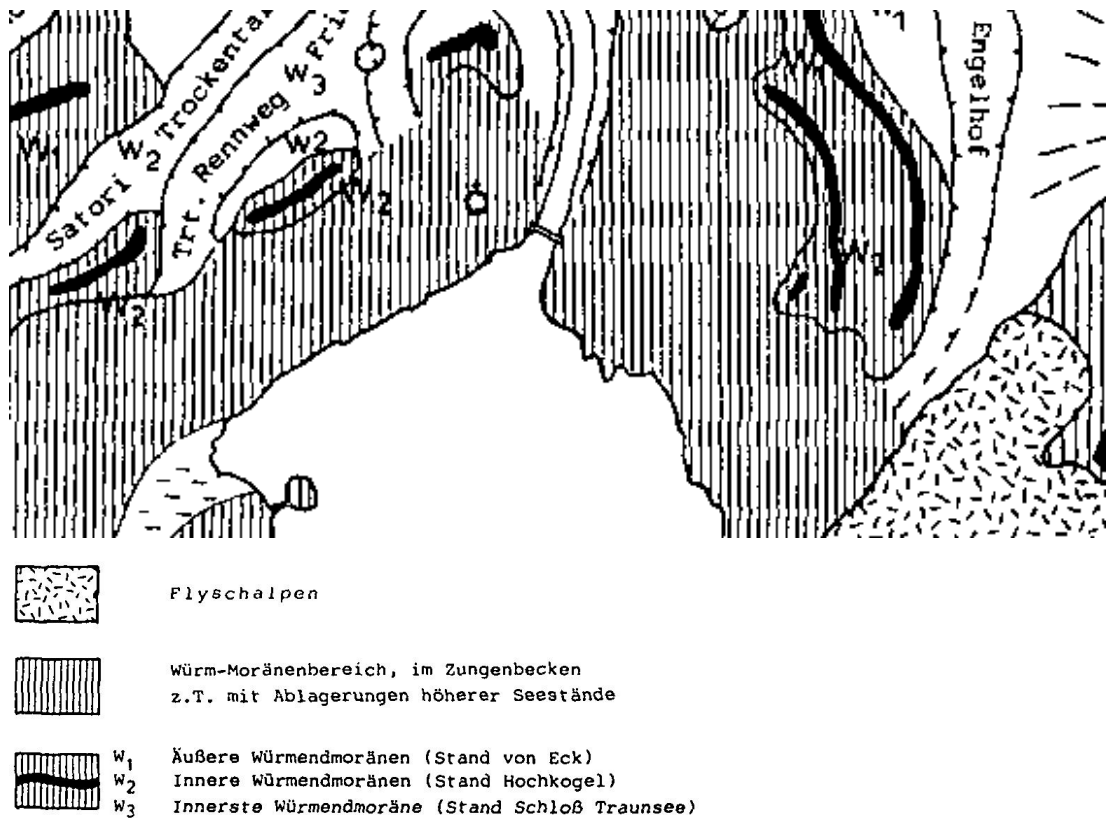 W1
Satori W2 Trockental
Trt. Rennweg W3
W2
W2
W2
W1
Engelhof
Flyschalpen
Würm-Moränenbereich, im Zungenbecken
z.T. mit Ablagerungen höherer Seestände
W1 Äußere Würmendmoränen (Stand von Eck)
W2 Innere Würmendmoränen (Stand Hochkogel)
W3 Innerste Würmendmoräne (Stand Schloß Traunsee)